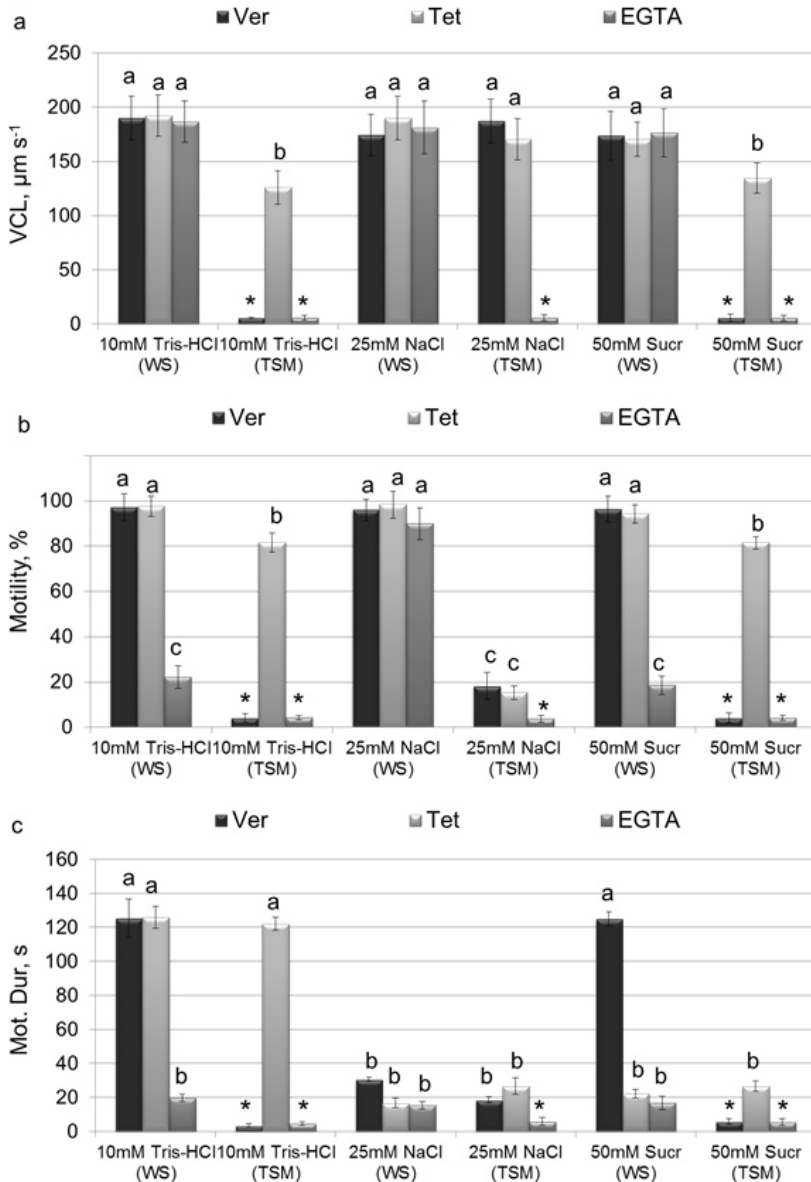 a
Ver Tet EGTA
VCL, µm s-1
250
200
150
100
50
0
a a a
* b *
a a a
a a *
a a a
* b *
10mM Tris-HCl 10mM Tris-HCl 25mM NaCl 25mM NaCl 50mM Sucr 50mM Sucr
(WS) (TSM) (WS) (TSM) (WS) (TSM)
b
Ver Tet EGTA
Motility, %
100
80
60
40
20
0
a a c
* b *
a a a
c c *
a a c
* b *
10mM Tris-HCl 10mM Tris-HCl 25mM NaCl 25mM NaCl 50mM Sucr 50mM Sucr
(WS) (TSM) (WS) (TSM) (WS) (TSM)
c
Ver Tet EGTA
Mot. Dur, s
160
140
120
100
80
60
40
20
0
a a b
* a *
b b b
b b *
a b b
* b *
10mM Tris-HCl 10mM Tris-HCl 25mM NaCl 25mM NaCl 50mM Sucr 50mM Sucr
(WS) (TSM) (WS) (TSM) (WS) (TSM)